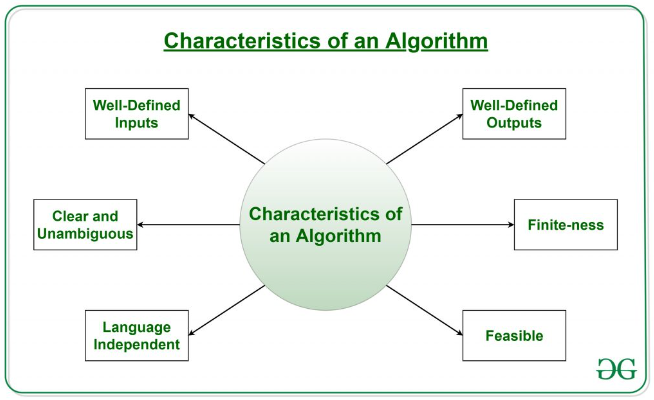 Characteristics of an Algorithm
Well-Defined
Inputs
Well-Defined
Outputs
Clear and
Unambiguous
Characteristics of
an Algorithm
Finite-ness
Language
Independent
Feasible